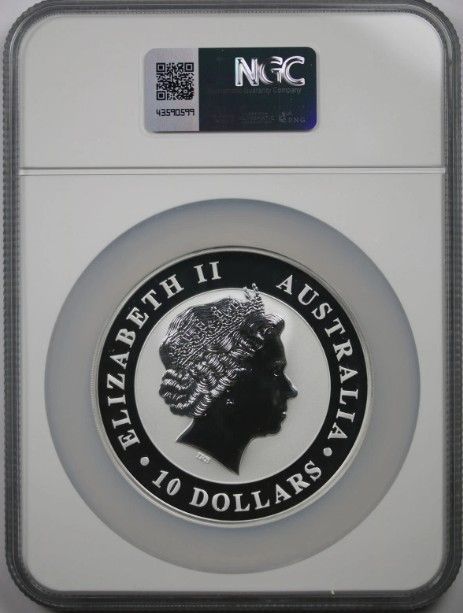 NGC
43590599
ELIZABETH II
AUSTRALIA
10 DOLLARS